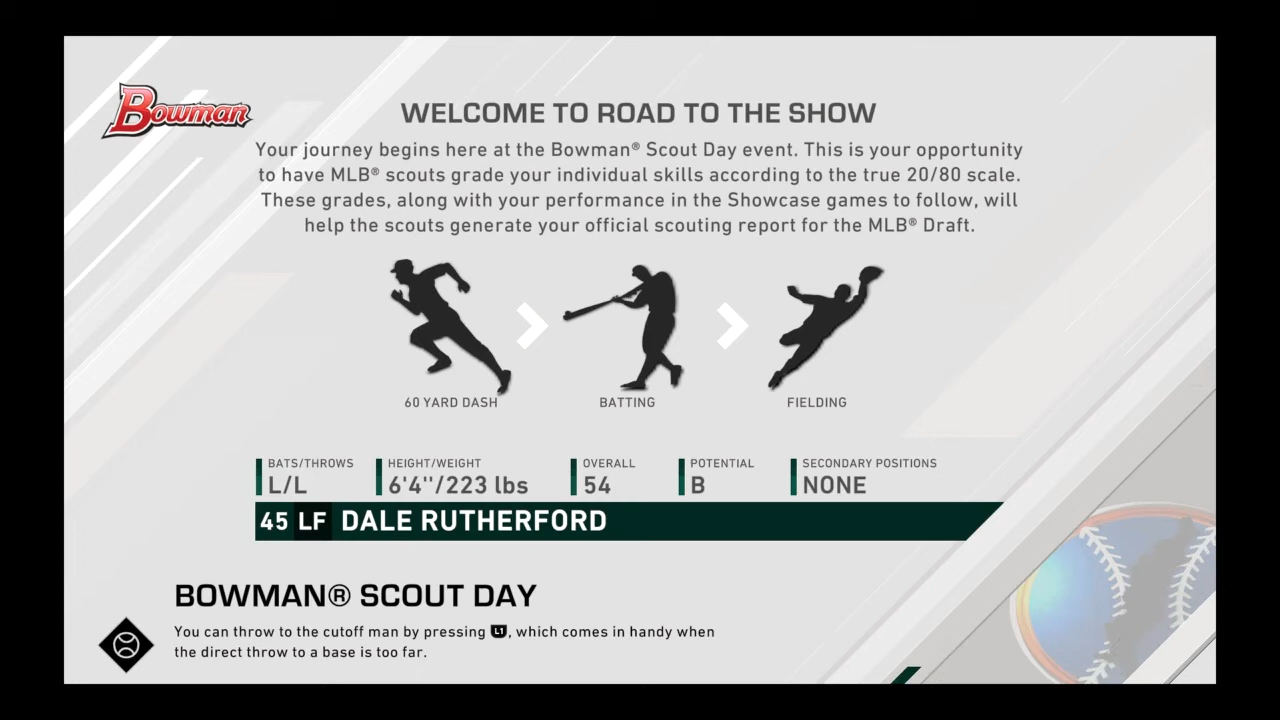 Bowman
WELCOME TO ROAD TO THE SHOW
Your journey begins here at the Bowman® Scout Day event. This is your opportunity
to have MLB® scouts grade your individual skills according to the true 20/80 scale.
These grades, along with your performance in the Showcase games to follow, will
help the scouts generate your official scouting report for the MLB® Draft.
60 YARD DASH BATTING FIELDING
BATS/THROWS HEIGHT/WEIGHT OVERALL POTENTIAL SECONDARY POSITIONS
L/L 6'4''/223 lbs 54 B NONE
45 LF DALE RUTHERFORD
BOWMAN® SCOUT DAY
You can throw to the cutoff man by pressing L1, which comes in handy when
the direct throw to a base is too far.